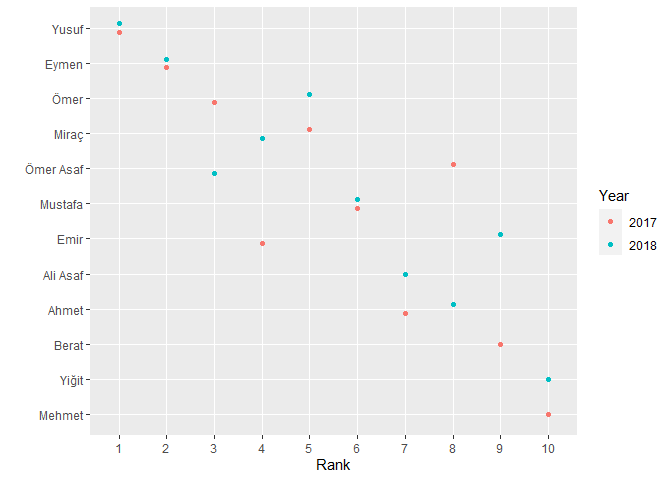 Yusuf
Eymen
Ömer
Miraç
Ömer Asaf
Mustafa
Emir
Ali Asaf
Ahmet
Berat
Yiğit
Mehmet
1 2 3 4 5 6 7 8 9 10
Rank
Year
2017
2018